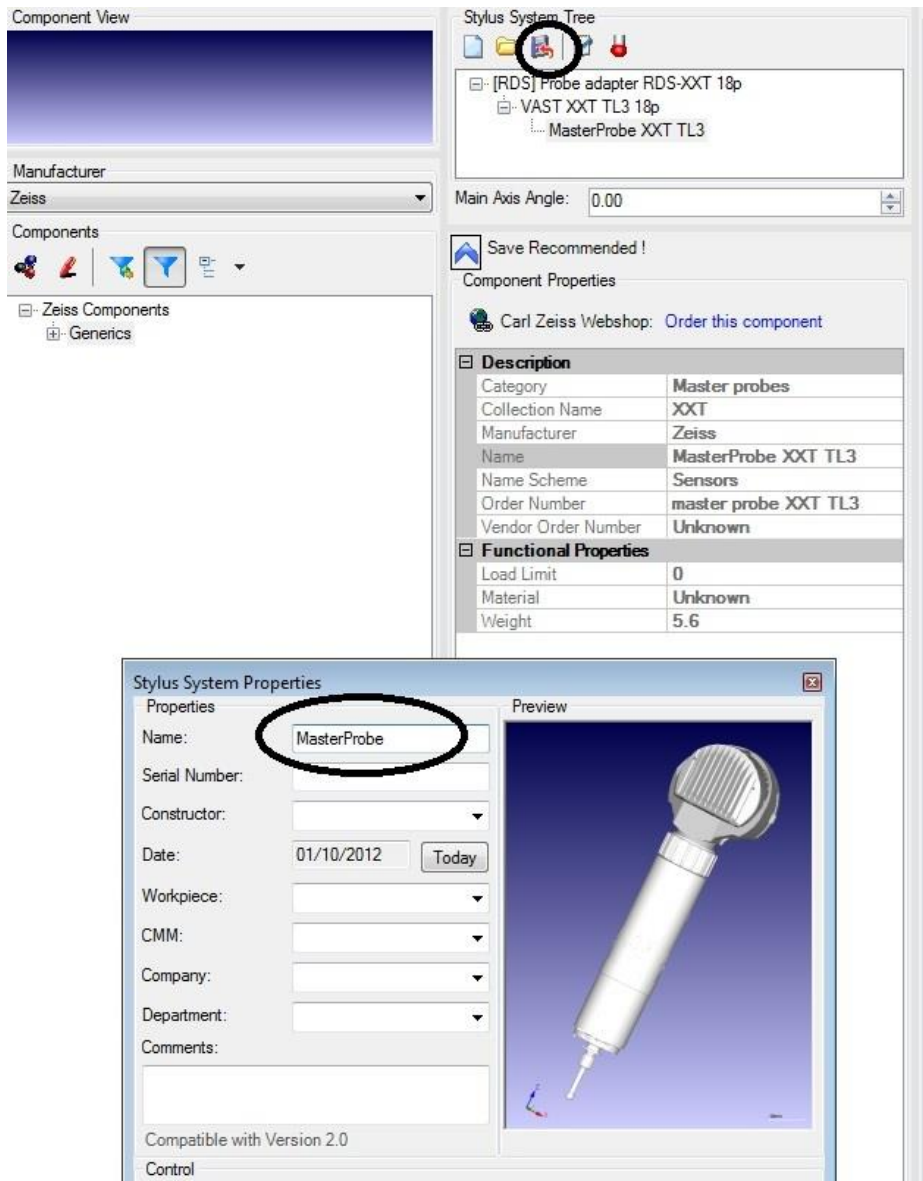 Component View
Manufacturer
Zeiss
Components
Zeiss Components
Generics
Stylus System Tree
[RDS] Probe adapter RDS-XXT 18p
VAST XXT TL3 18p
MasterProbe XXT TL3
Main Axis Angle: 0.00
Save Recommended !
Component Properties
Carl Zeiss Webshop: Order this component
Description
Category Master probes
Collection Name XXT
Manufacturer Zeiss
Name MasterProbe XXT TL3
Name Scheme Sensors
Order Number master probe XXT TL3
Vendor Order Number Unknown
Functional Properties
Load Limit 0
Material Unknown
Weight 5.6
Stylus System Properties
Properties
Name: MasterProbe
Serial Number:
Constructor:
Date: 01/10/2012 Today
Workpiece:
CMM:
Company:
Department:
Comments:
Compatible with Version 2.0
Control
Preview